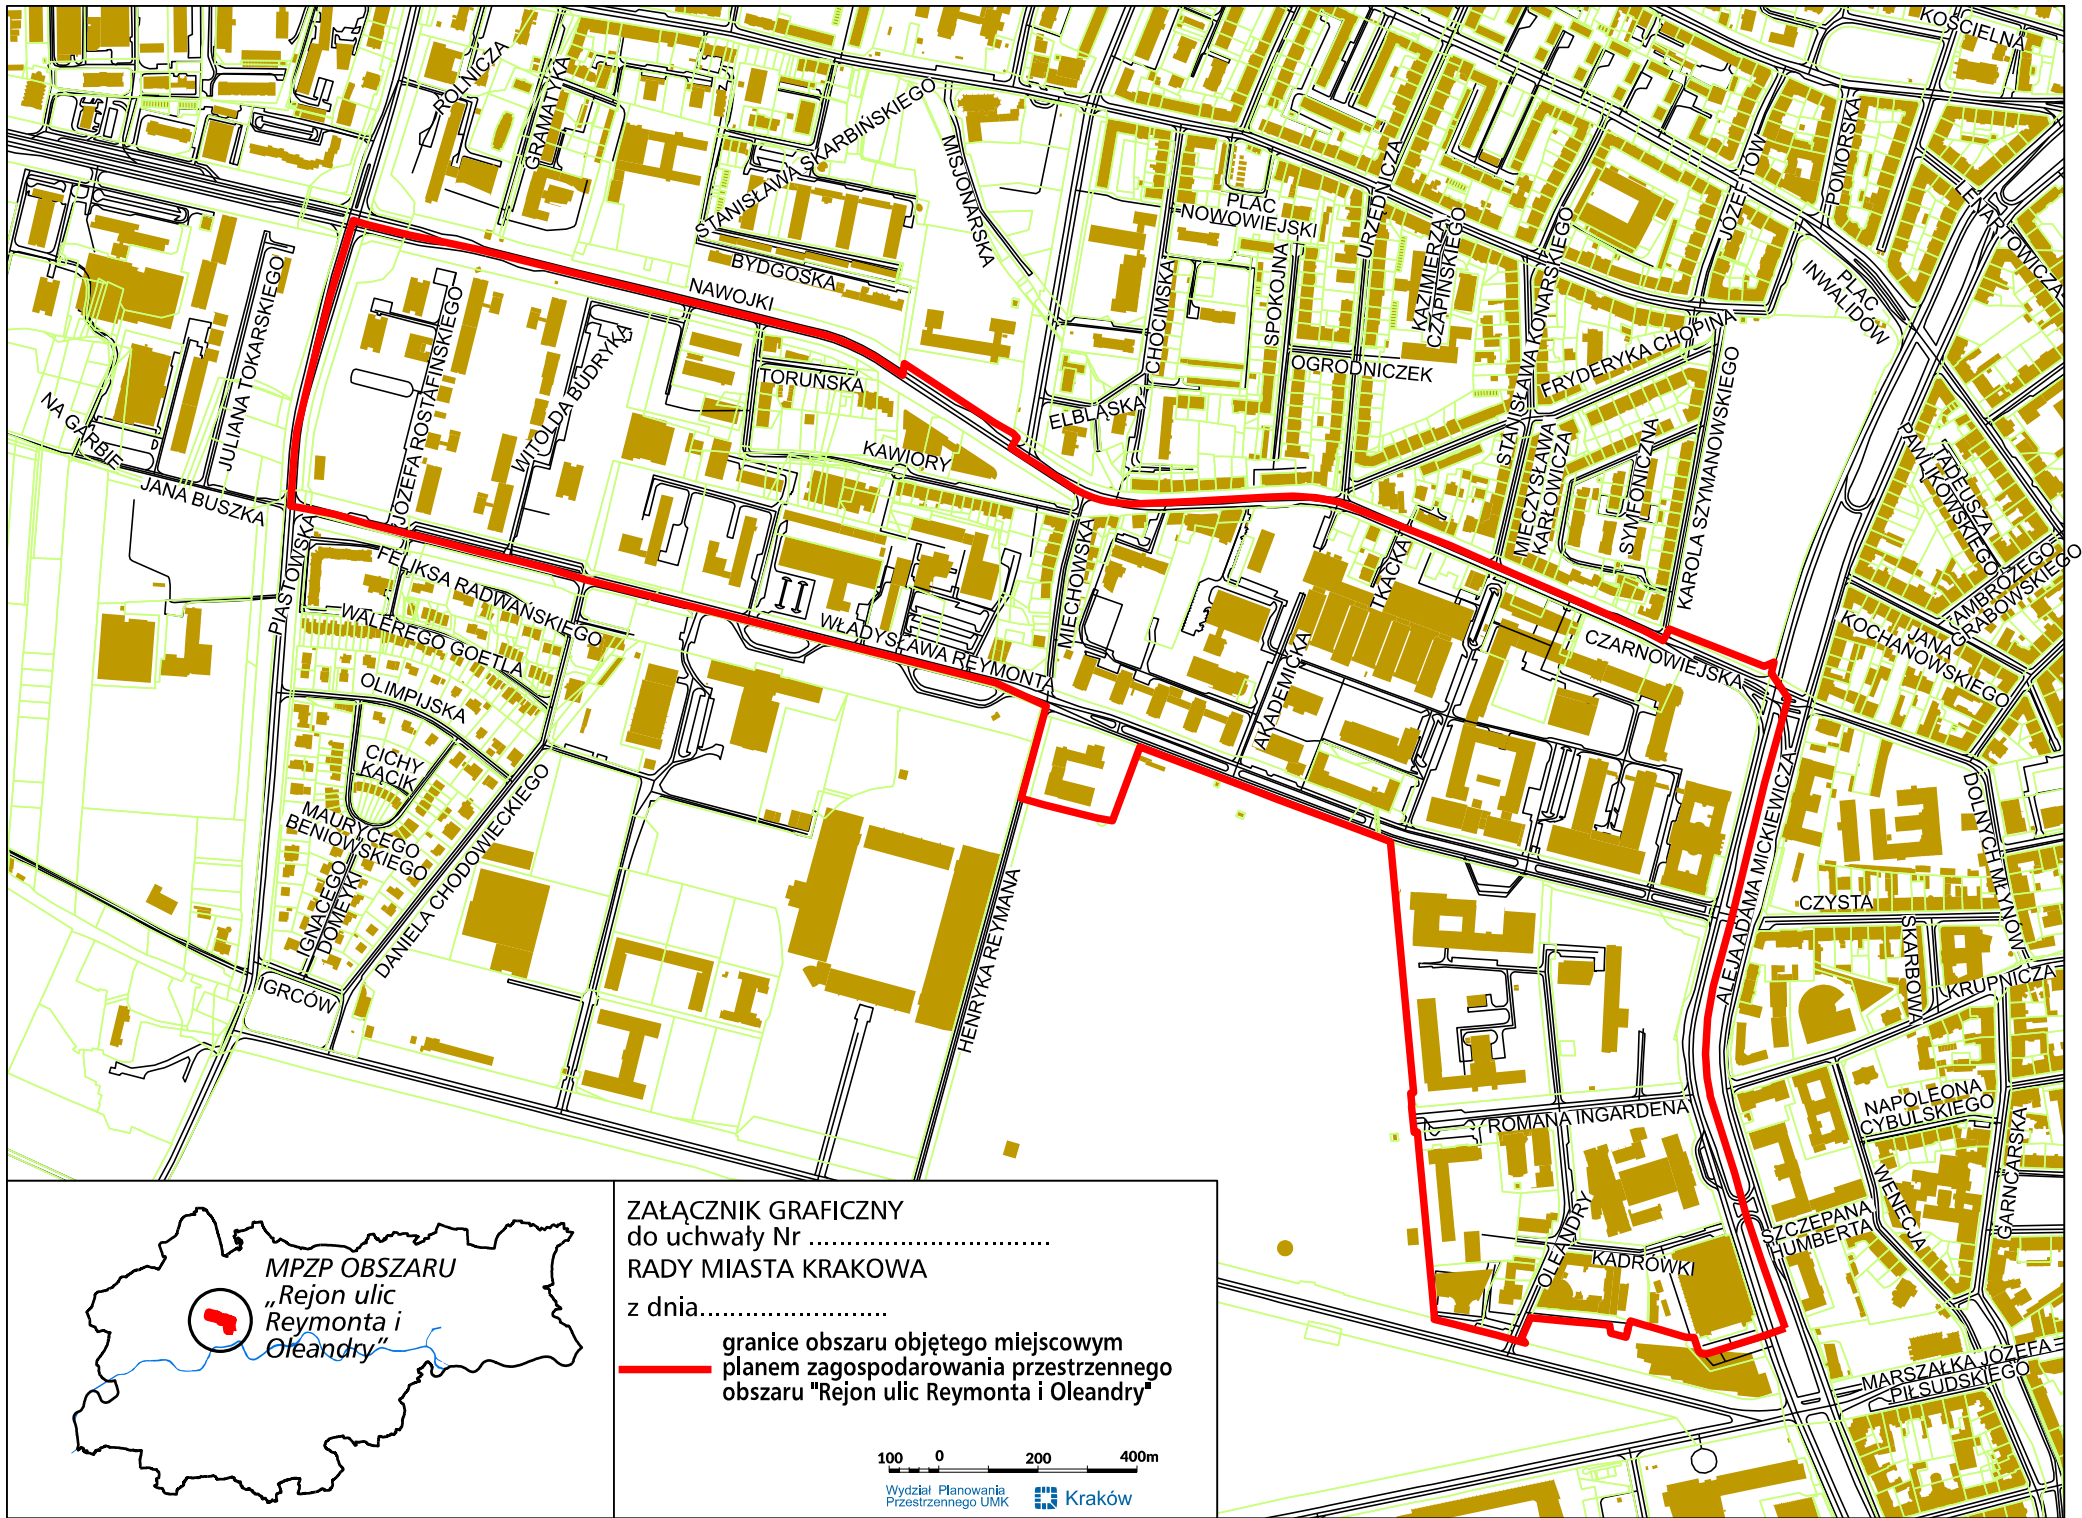 KOŚCIELNA
ROLNICZA
GRAMATYKA
STANISŁAWA SKARBIŃSKIEGO
MISJONARSKA
URZĘDNICZA
JÓZEFITÓW
POMORSKA
LENARTOWICZA
PLAC
NOWOWIEJSKI
BYDGOSKA
NAWOJKI
CHOCIMSKA
SPOKOJNA
KAZIMIERZA
CZAPIŃSKIEGO
STANISŁAWA KONARSKIEGO
PLAC
INWALIDÓW
JULIANA TOKARSKIEGO
JÓZEFA ROSTAFIŃSKIEGO
WITOLDA BUDRYKA
TORUŃSKA
ELBLĄSKA
OGRODNICZEK
FRYDERYKA CHOPINA
KAROLA SZYMANOWSKIEGO
NA GARBIE
JANA BUSZKA
KAWIORY
MIECZYSŁAWA
KARŁOWICZA
SYMFONICZNA
TADEUSZA
PAWLIKOWSKIEGO
AMBROŻEGO
GRABOWSKIEGO
PIASTOWSKA
FELIKSA RADWAŃSKIEGO
WALEREGO GOETLA
WŁADYSŁAWA REYMONTA
MIECHOWSKA
AKADEMICKA
TKACKA
CZARNOWIEJSKA
JANA
KOCHANOWSKIEGO
OLIMPIJSKA
CICHY
KĄCIK
MAURYCEGO
BENIOWSKIEGO
IGNACEGO
DOMEYKI
DANIELA CHODOWIECKIEGO
IGRCÓW
HENRYKA REYMANA
ALEJA ADAMA MICKIEWICZA
DOLNYCH MŁYNÓW
CZYSTA
SKARBOWA
KRUPNICZA
ROMANA INGARDENA
NAPOLEONA
CYBULSKIEGO
GARNCARSKA
WENECJA
SZCZEPANA
HUMBERTA
OLEANDRY
KADRÓWKI
MARSZAŁKA JÓZEFA
PIŁSUDSKIEGO
MPZP OBSZARU
„Rejon ulic
Reymonta i
Oleandry”
ZAŁĄCZNIK GRAFICZNY
do uchwały Nr ...............................
RADY MIASTA KRAKOWA
z dnia........................
granice obszaru objętego miejscowym
planem zagospodarowania przestrzennego
obszaru "Rejon ulic Reymonta i Oleandry"
100 0 200 400m
Wydział Planowania
Przestrzennego UMK
Kraków